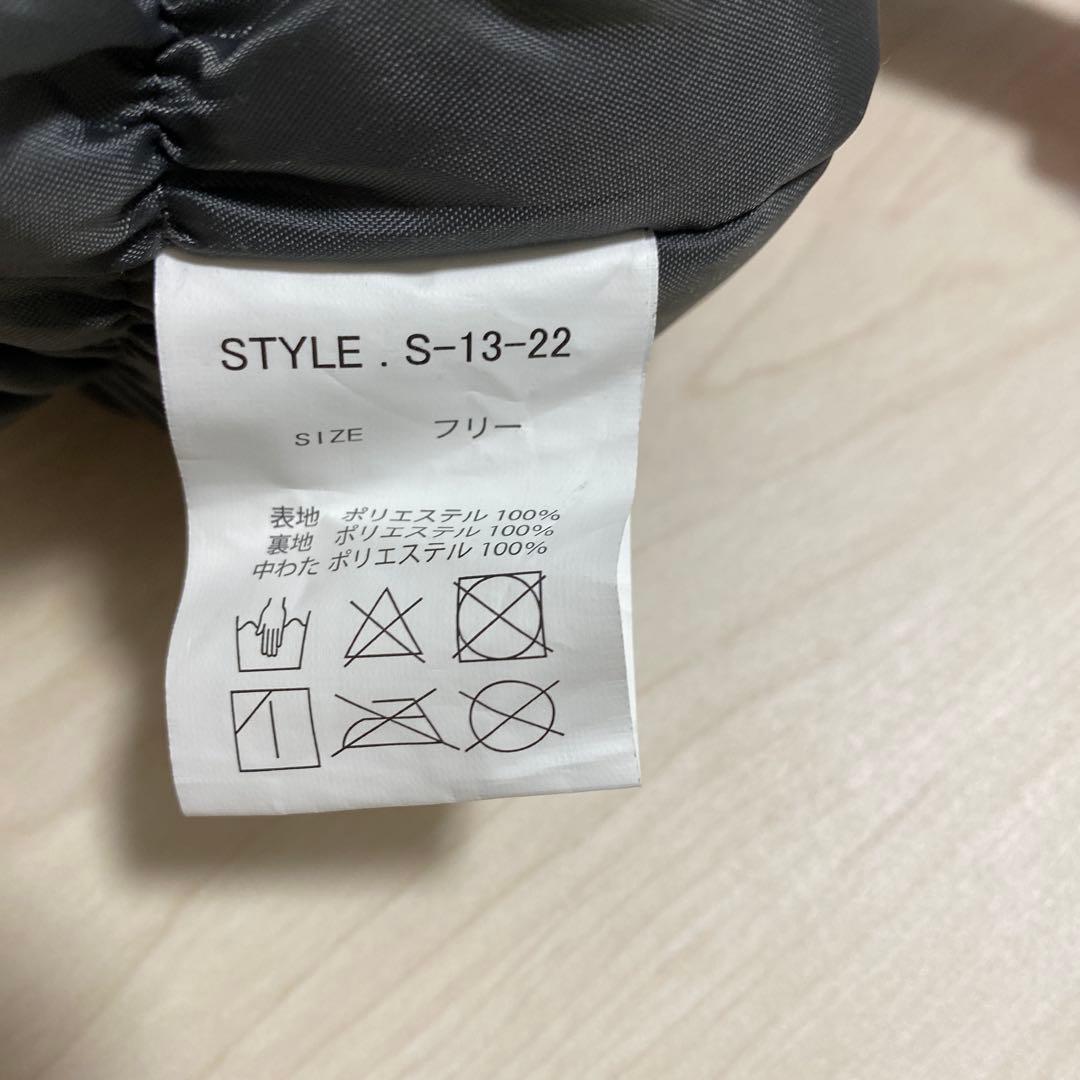 STYLE . S-13-22
SIZE フリー
表地 ポリエステル 100%
裏地 ポリエステル 100%
中わた ポリエステル 100%